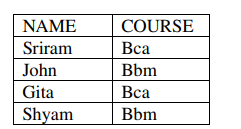 NAME COURSE
Sriram Bca
John Bbm
Gita Bca
Shyam Bbm